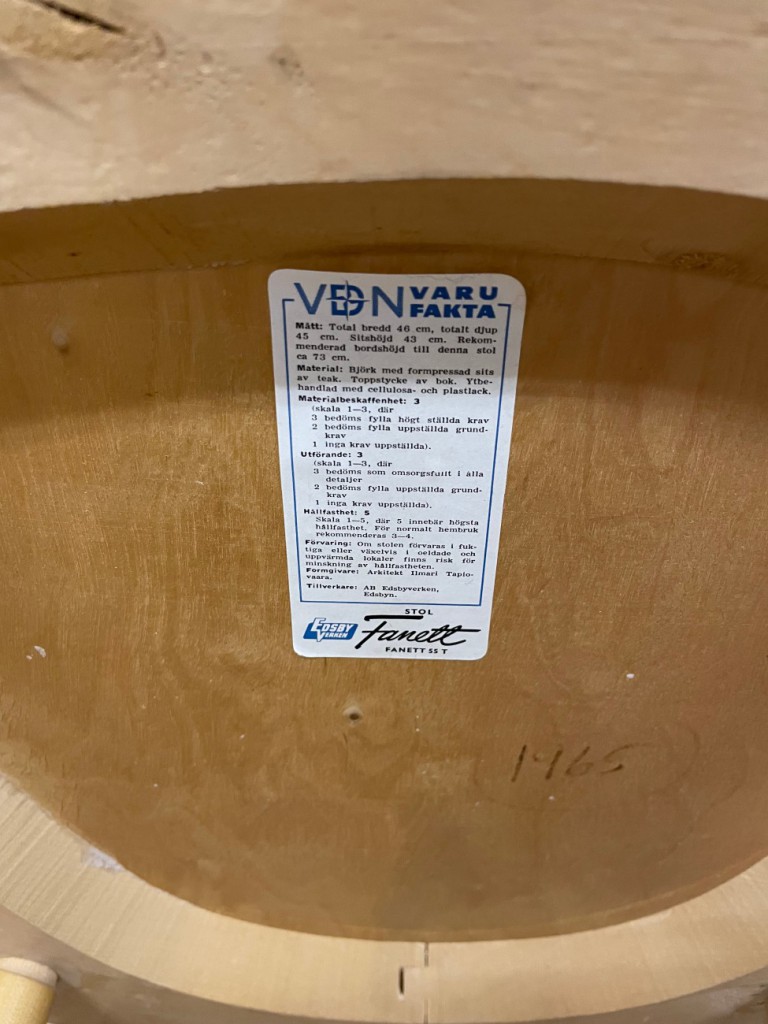 VDN VARU
FAKTA
Mått: Total bredd 46 cm, totalt djup
45 cm. Sitshöjd 43 cm. Rekom-
menderad bordshöjd till denna stol
ca 73 cm.
Material: Björk med formpressad sits
av teak. Toppstycke av bok. Ytbe-
handlad med cellulosa- och plastlack.
Materialbeskaffenhet: 3
(skala 1—3, där
3 bedöms fylla högt ställda krav
2 bedöms fylla uppställda grund-
krav
1 inga krav uppställda).
Utförande: 3
(skala 1—3, där
3 bedöms som omsorgsfullt i alla
detaljer
2 bedöms fylla uppställda grund-
krav
1 inga krav uppställda).
Hållfasthet: 5
Skala 1—5, där 5 innebär högsta
hållfasthet. För normalt hembruk
rekommenderas 3—4.
Förvaring: Om stolen förvaras i fuk-
tiga eller växelvis i oeldade och
uppvärmda lokaler finns risk för
minskning av hållfastheten.
Formgivare: Arkitekt Ilmari Tapio-
vaara.
Tillverkare: AB Edsbyverken,
Edsbyn.
STOL
EDSBY
VERKEN
Fanett
FANETT SS T
1965